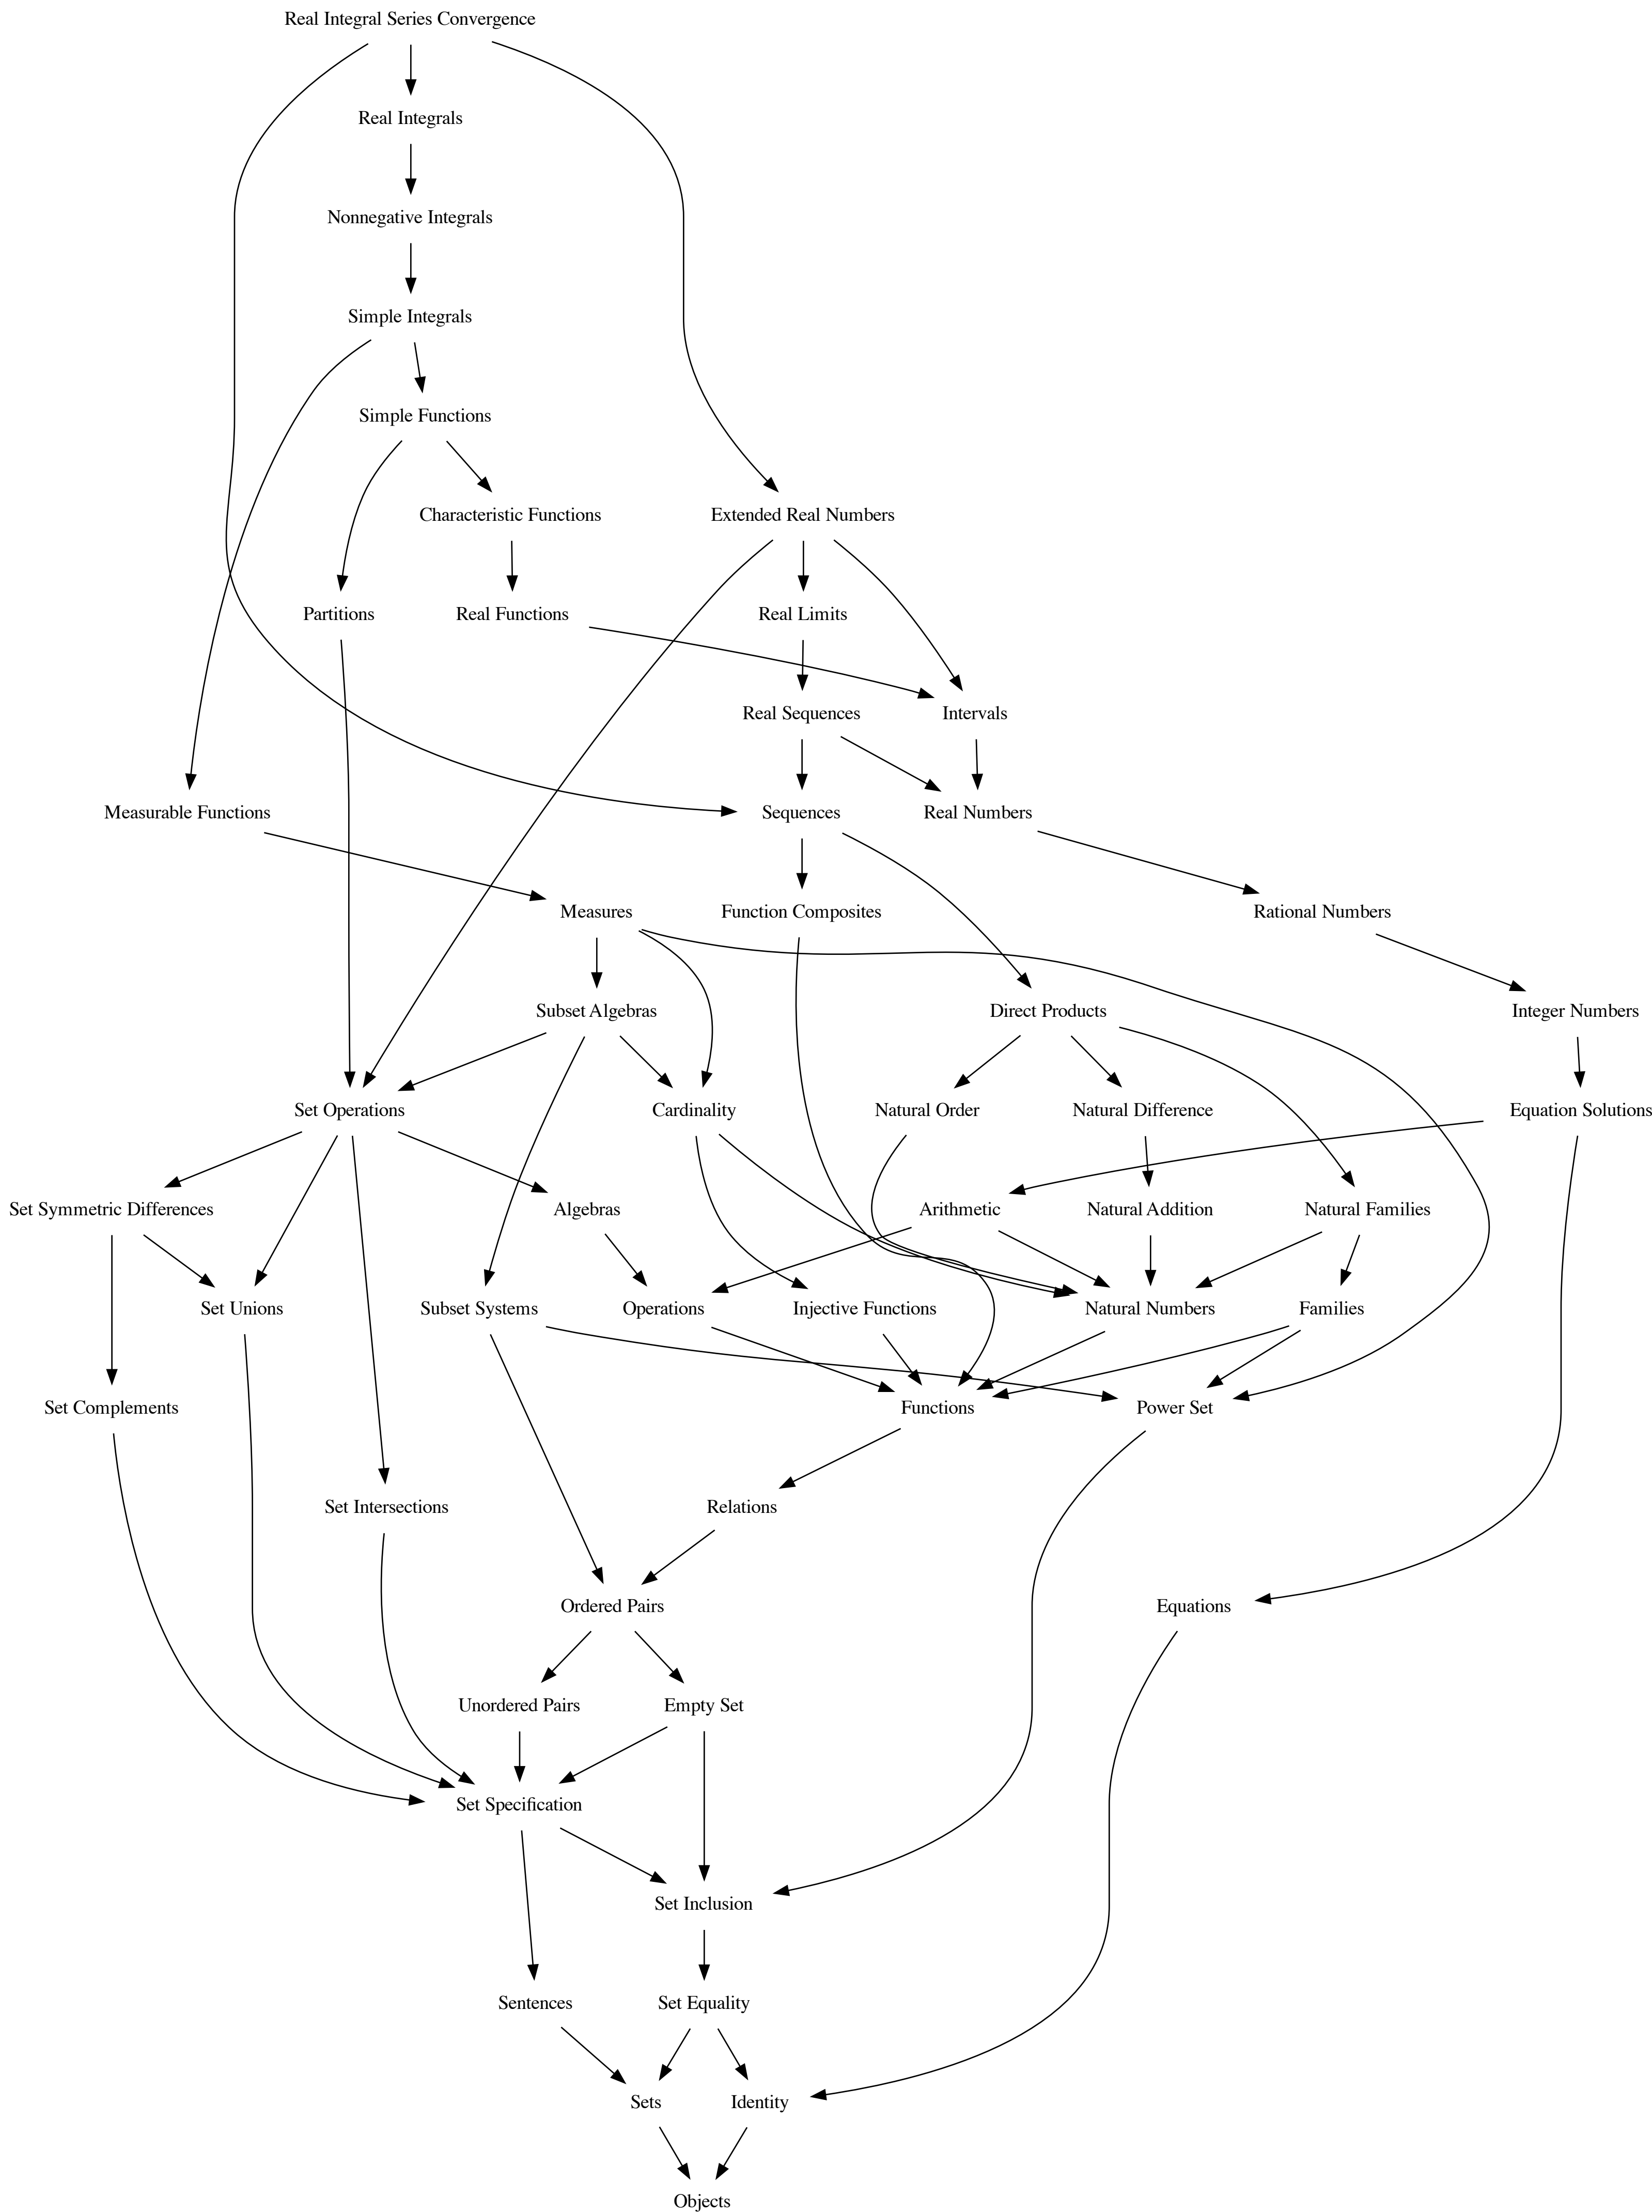 Real Integral Series Convergence
Real Integrals
Nonnegative Integrals
Simple Integrals
Simple Functions
Characteristic Functions
Extended Real Numbers
Partitions
Real Functions
Real Limits
Real Sequences
Intervals
Measurable Functions
Sequences
Real Numbers
Measures
Function Composites
Rational Numbers
Subset Algebras
Direct Products
Integer Numbers
Set Operations
Cardinality
Natural Order
Natural Difference
Equation Solutions
Set Symmetric Differences
Algebras
Arithmetic
Natural Addition
Natural Families
Set Unions
Subset Systems
Operations
Injective Functions
Natural Numbers
Families
Set Complements
Functions
Power Set
Set Intersections
Relations
Ordered Pairs
Equations
Unordered Pairs
Empty Set
Set Specification
Set Inclusion
Sentences
Set Equality
Sets
Identity
Objects